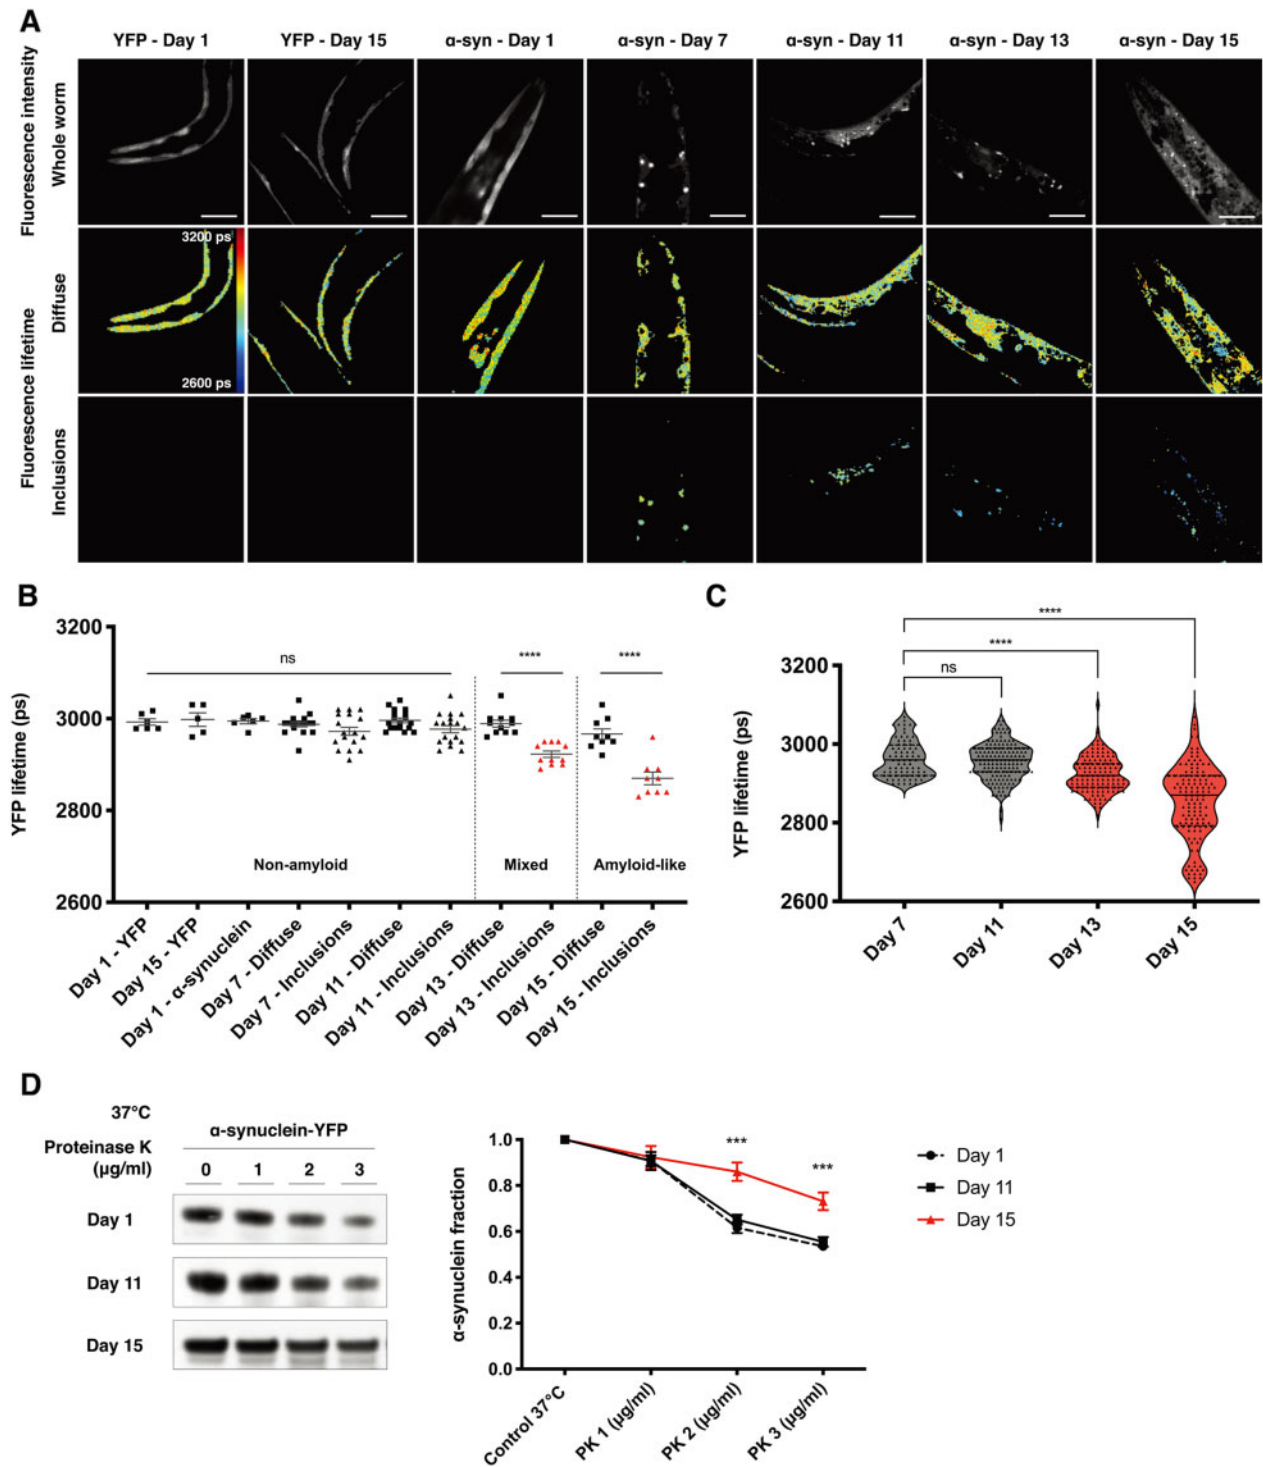 A
YFP - Day 1
YFP - Day 15
α-syn - Day 1
α-syn - Day 7
α-syn - Day 11
α-syn - Day 13
α-syn - Day 15
Fluorescence intensity
Whole worm
Fluorescence lifetime
Diffuse
Inclusions
3200 ps
2600 ps
B
YFP lifetime (ps)
3200
3000
2800
2600
ns
****
****
Non-amyloid
Mixed
Amyloid-like
Day 1 - YFP
Day 15 - YFP
Day 1 - α-synuclein
Day 7 - Diffuse
Day 7 - Inclusions
Day 11 - Diffuse
Day 11 - Inclusions
Day 13 - Diffuse
Day 13 - Inclusions
Day 15 - Diffuse
Day 15 - Inclusions
C
YFP lifetime (ps)
3200
3000
2800
2600
****
****
ns
Day 7
Day 11
Day 13
Day 15
D
37°C
Proteinase K
(μg/ml)
α-synuclein-YFP
0 1 2 3
Day 1
Day 11
Day 15
α-synuclein fraction
1.0
0.8
0.6
0.4
0.2
0.0
***
***
Control 37°C
PK 1 (μg/ml)
PK 2 (μg/ml)
PK 3 (μg/ml)
Day 1
Day 11
Day 15